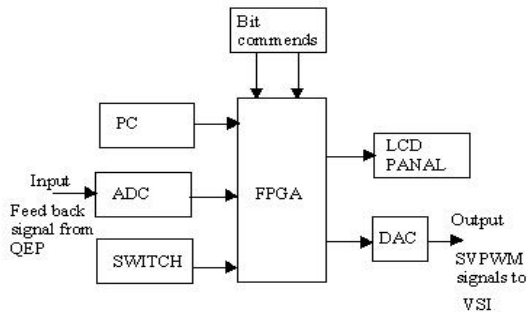 Bit
commends
PC
LCD
PANAL
Input
ADC
FPGA
Feed back
signal from
QEP
DAC
Output
SWITCH
SVPWM
signals to
VSI